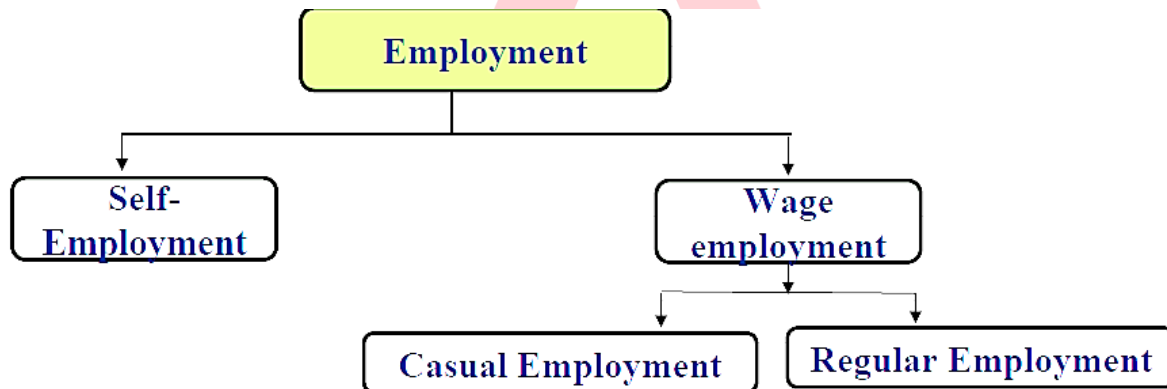 Employment
Self-
Employment
Wage
employment
Casual Employment
Regular Employment